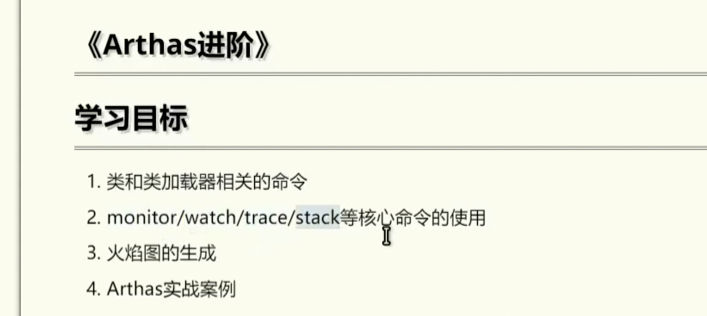 《Arthas进阶》
学习目标
1. 类和类加载器相关的命令
2. monitor/watch/trace/stack等核心命令的使用
3. 火焰图的生成
4. Arthas实战案例